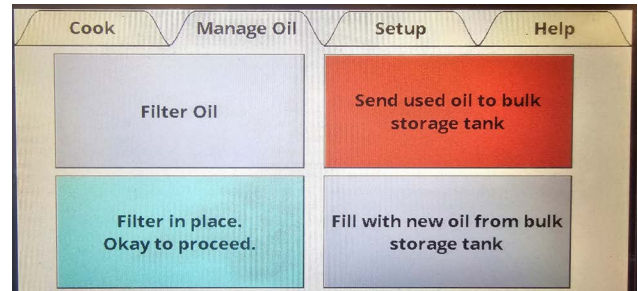 Cook
Manage Oil
Setup
Help
Filter Oil
Send used oil to bulk
storage tank
Filter in place.
Okay to proceed.
Fill with new oil from bulk
storage tank